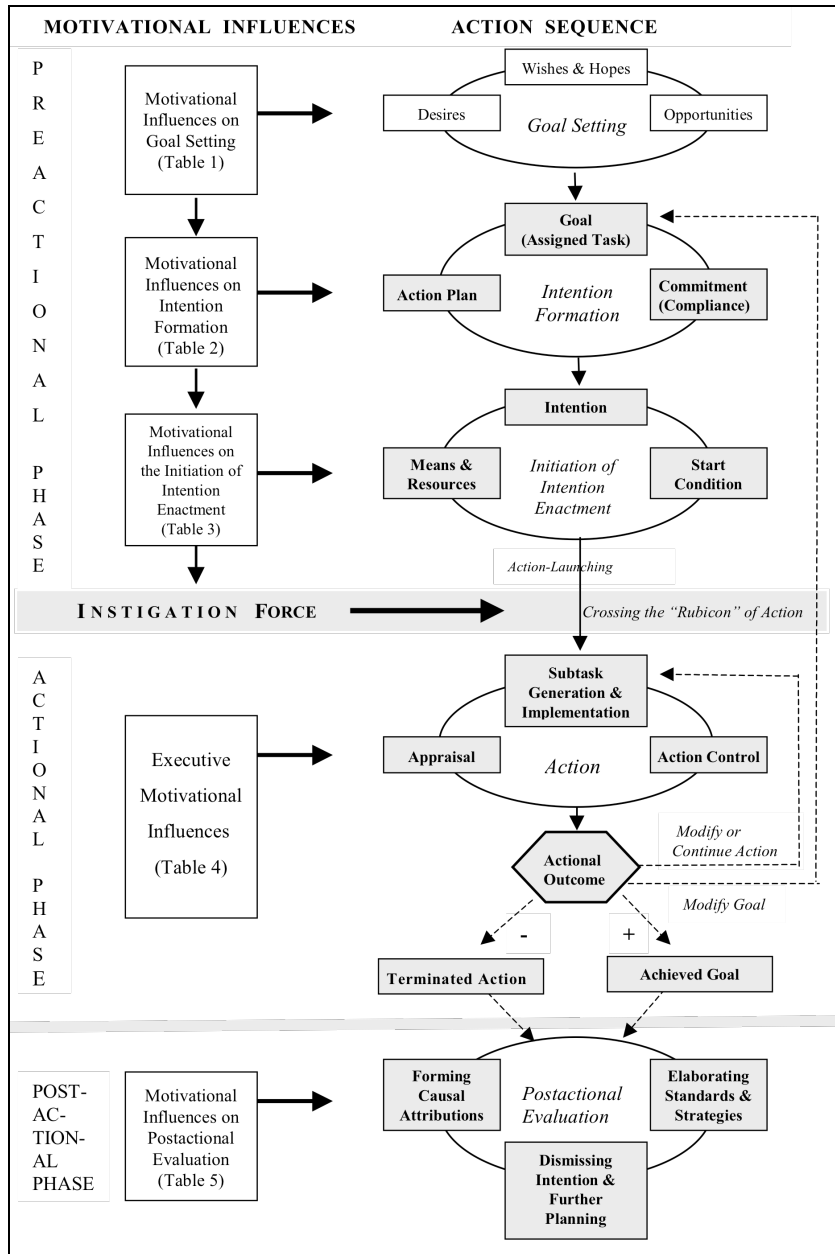 MOTIVATIONAL INFLUENCES
ACTION SEQUENCE
P
R
E
A
C
T
I
O
N
A
L
P
H
A
S
E
Motivational
Influences on
Goal Setting
(Table 1)
Wishes & Hopes
Desires
Goal Setting
Opportunities
Motivational
Influences on
Intention
Formation
(Table 2)
Goal
(Assigned Task)
Action Plan
Intention
Formation
Commitment
(Compliance)
Motivational
Influences on
the Initiation of
Intention
Enactment
(Table 3)
Intention
Means &
Resources
Initiation of
Intention
Enactment
Start
Condition
Action-Launching
INSTIGATION FORCE
Crossing the “Rubicon” of Action
A
C
T
I
O
N
A
L
P
H
A
S
E
Executive
Motivational
Influences
(Table 4)
Subtask
Generation &
Implementation
Appraisal
Action
Action Control
Actional
Outcome
Modify or
Continue Action
Modify Goal
-
+
Terminated Action
Achieved Goal
POST-
AC-
TION-
AL
PHASE
Motivational
Influences on
Postactional
Evaluation
(Table 5)
Forming
Causal
Attributions
Postactional
Evaluation
Elaborating
Standards &
Strategies
Dismissing
Intention &
Further
Planning